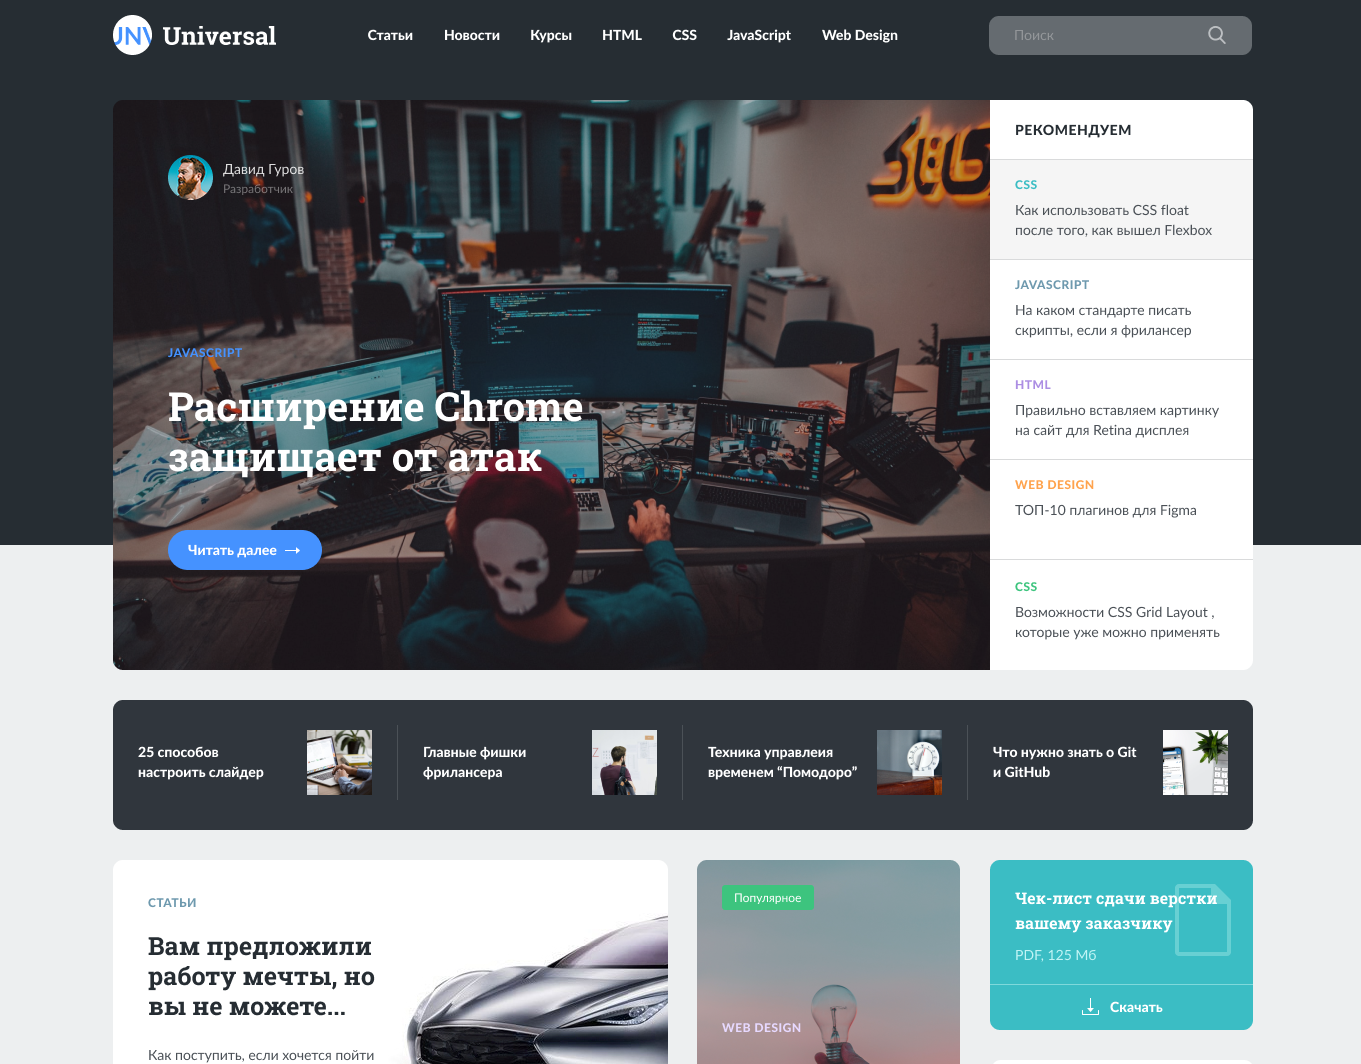 UNV Universal
Статьи
Новости
Курсы
HTML
CSS
JavaScript
Web Design
Поиск
Давид Гуров
Разработчик
JAVASCRIPT
Расширение Chrome
защищает от атак
Читать далее
РЕКОМЕНДУЕМ
CSS
Как использовать CSS float
после того, как вышел Flexbox
JAVASCRIPT
На каком стандарте писать
скрипты, если я фрилансер
HTML
Правильно вставляем картинку
на сайт для Retina дисплея
WEB DESIGN
ТОП-10 плагинов для Figma
CSS
Возможности CSS Grid Layout ,
которые уже можно применять
25 способов
настроить слайдер
Главные фишки
фрилансера
Техника управлеия
временем “Помодоро”
Что нужно знать о Git
и GitHub
СТАТЬИ
Вам предложили
работу мечты, но
вы не можете...
Как поступить, если хочется пойти
Популярное
WEB DESIGN
Чек-лист сдачи верстки
вашему заказчику
PDF, 125 Мб
Скачать